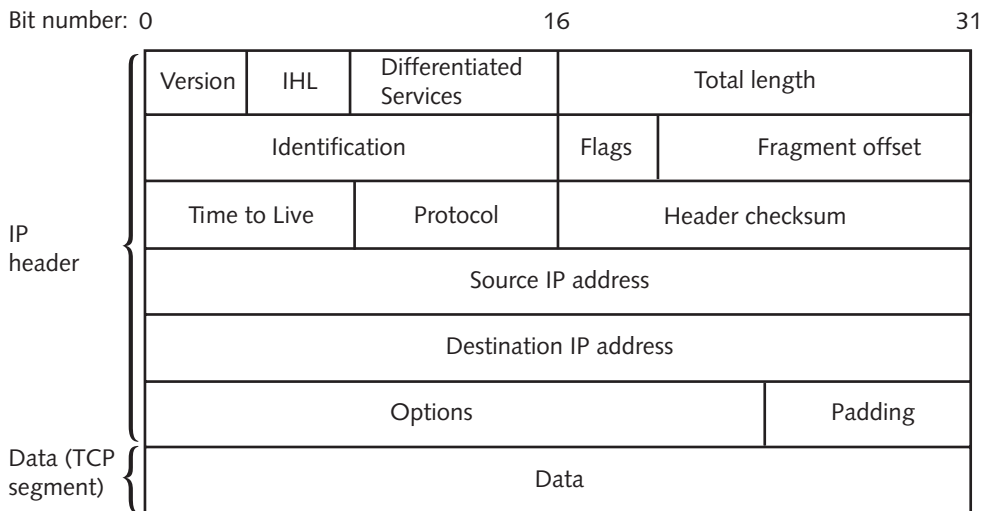 Bit number: 0 16 31
Version IHL Differentiated Services Total length
Identification Flags Fragment offset
Time to Live Protocol Header checksum
IP header
Source IP address
Destination IP address
Options Padding
Data (TCP segment)
Data